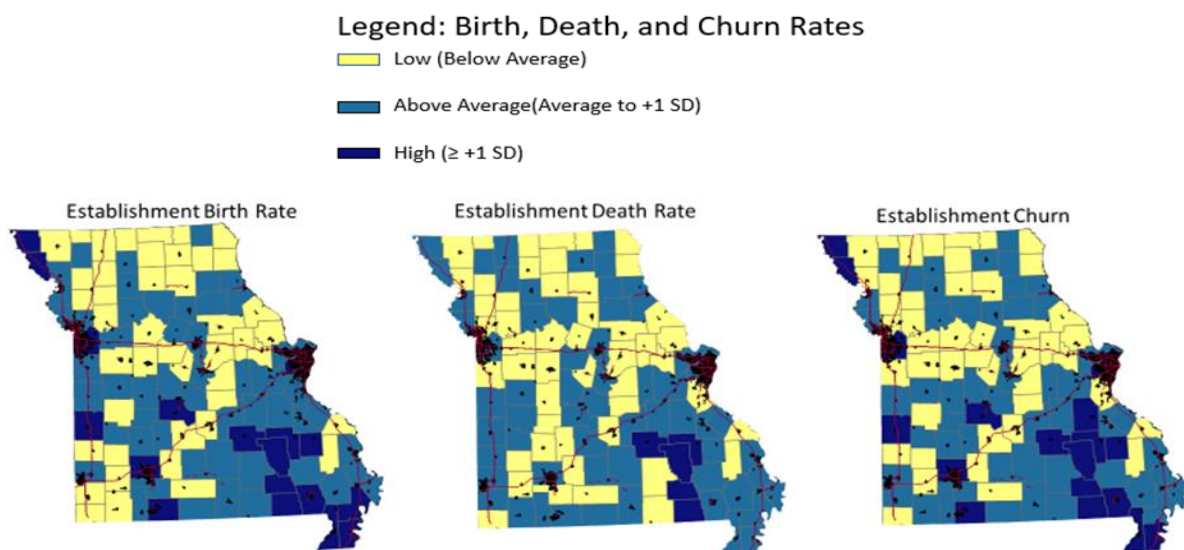 Legend: Birth, Death, and Churn Rates
Low (Below Average)
Above Average(Average to +1 SD)
High (≥ +1 SD)
Establishment Birth Rate
Establishment Death Rate
Establishment Churn